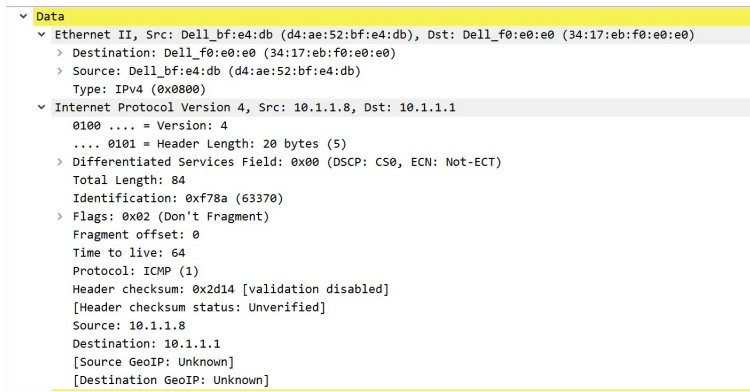 Data
Ethernet II, Src: Dell_bf:e4:db (d4:ae:52:bf:e4:db), Dst: Dell_f0:e0:e0 (34:17:eb:f0:e0:e0)
Destination: Dell_f0:e0:e0 (34:17:eb:f0:e0:e0)
Source: Dell_bf:e4:db (d4:ae:52:bf:e4:db)
Type: IPv4 (0x0800)
Internet Protocol Version 4, Src: 10.1.1.8, Dst: 10.1.1.1
0100 .... = Version: 4
.... 0101 = Header Length: 20 bytes (5)
Differentiated Services Field: 0x00 (DSCP: CS0, ECN: Not-ECT)
Total Length: 84
Identification: 0xf78a (63370)
Flags: 0x02 (Don't Fragment)
Fragment offset: 0
Time to live: 64
Protocol: ICMP (1)
Header checksum: 0x2d14 [validation disabled]
[Header checksum status: Unverified]
Source: 10.1.1.8
Destination: 10.1.1.1
[Source GeoIP: Unknown]
[Destination GeoIP: Unknown]